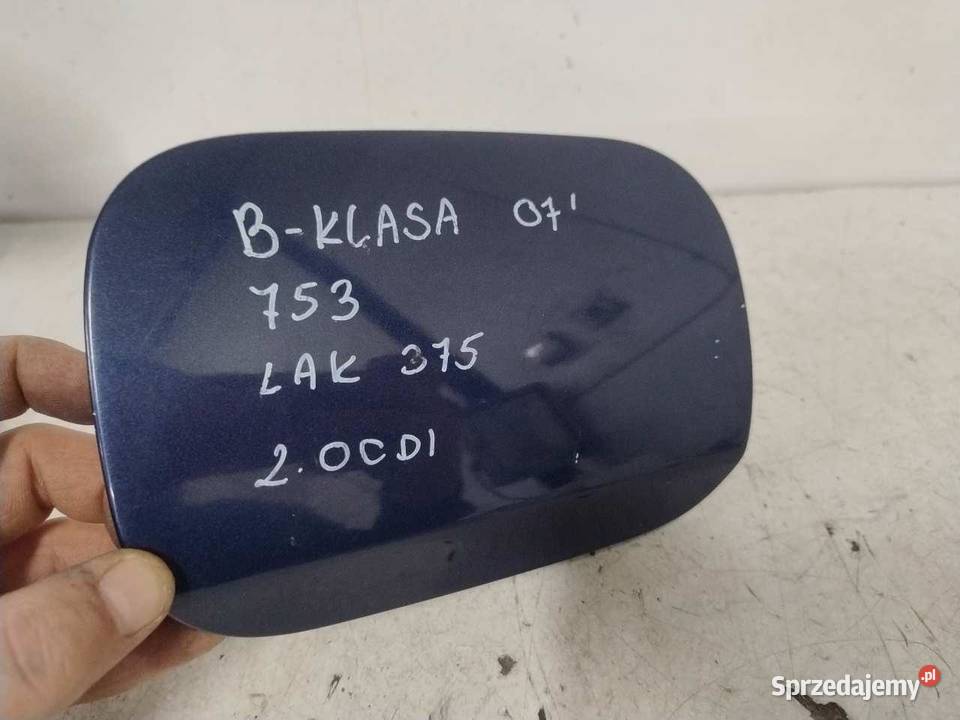 B-KLASA 07'
753
LAK 375
2.0CDI
Sprzedajemy.pl